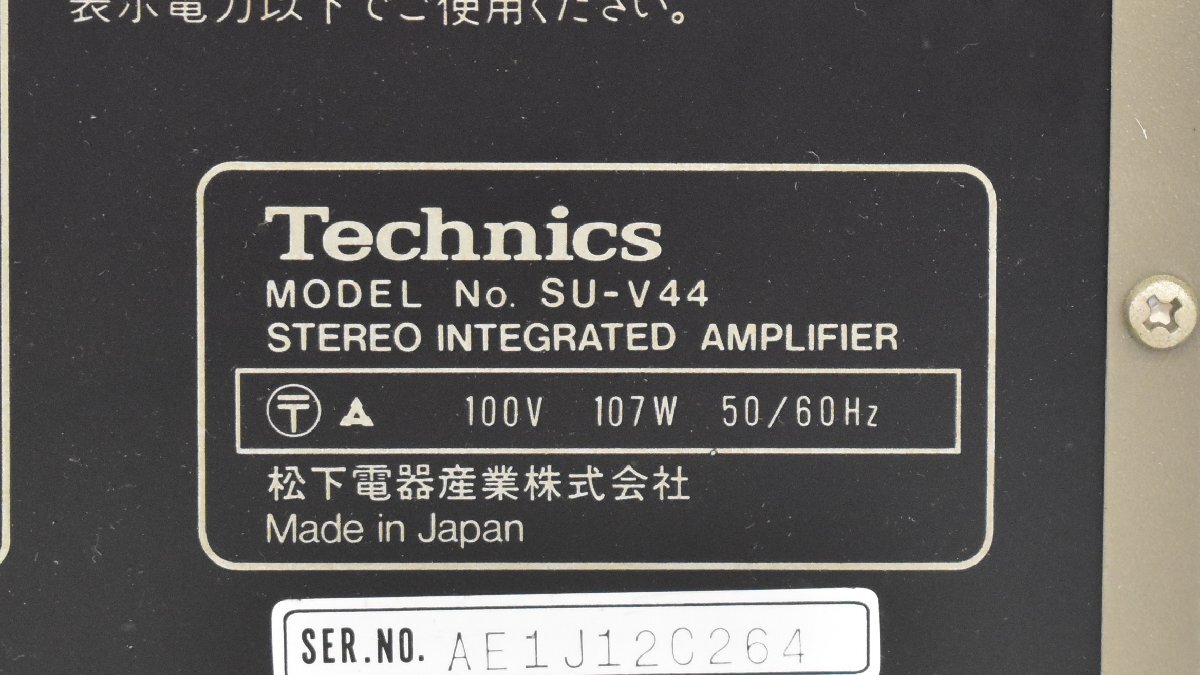 表示電力以下でご使用ください。
Technics
MODEL No. SU-V44
STEREO INTEGRATED AMPLIFIER
〒 A 100V 107W 50/60Hz
松下電器産業株式会社
Made in Japan
SER.NO. AE1J12C264